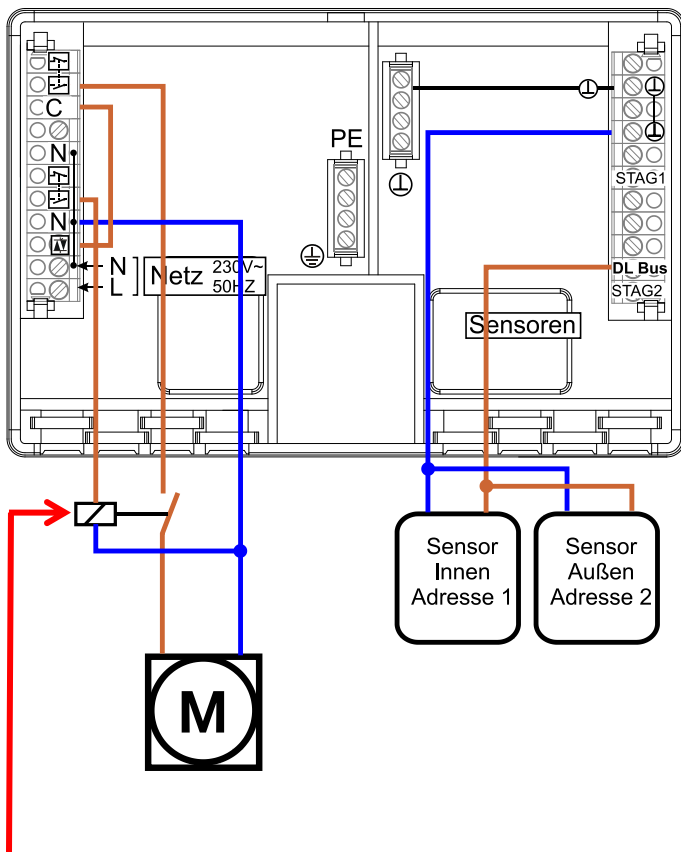 C
N
N
N
L
Netz 230V~
50HZ
PE
STAG1
DL Bus
STAG2
Sensoren
Sensor
Innen
Adresse 1
Sensor
Außen
Adresse 2
M